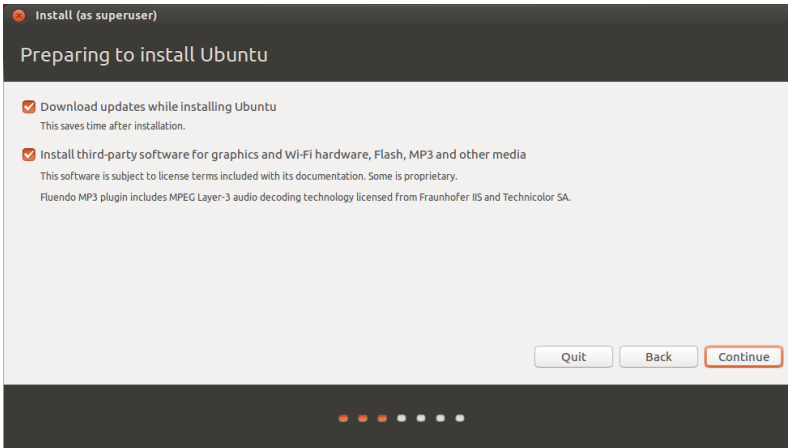 Install (as superuser)
Preparing to install Ubuntu
Download updates while installing Ubuntu
This saves time after installation.
Install third-party software for graphics and Wi-Fi hardware, Flash, MP3 and other media
This software is subject to license terms included with its documentation. Some is proprietary.
Fluendo MP3 plugin includes MPEG Layer-3 audio decoding technology licensed from Fraunhofer IIS and Technicolor SA.
Quit Back Continue